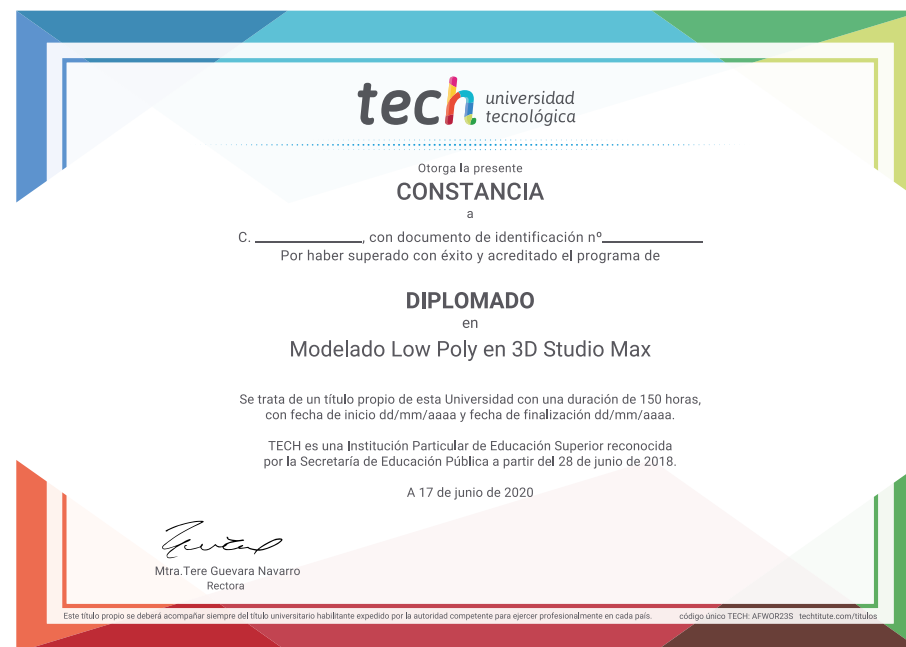 tech universidad
tecnológica
Otorga la presente
CONSTANCIA
a
C. ____________, con documento de identificación nº____________
Por haber superado con éxito y acreditado el programa de
DIPLOMADO
en
Modelado Low Poly en 3D Studio Max
Se trata de un título propio de esta Universidad con una duración de 150 horas,
con fecha de inicio dd/mm/aaaa y fecha de finalización dd/mm/aaaa.
TECH es una Institución Particular de Educación Superior reconocida
por la Secretaría de Educación Pública a partir del 28 de junio de 2018.
A 17 de junio de 2020
Mtra.Tere Guevara Navarro
Rectora
Este título propio se deberá acompañar siempre del título universitario habilitante expedido por la autoridad competente para ejercer profesionalmente en cada país. código único TECH: AFWOR23S techtitute.com/titulos